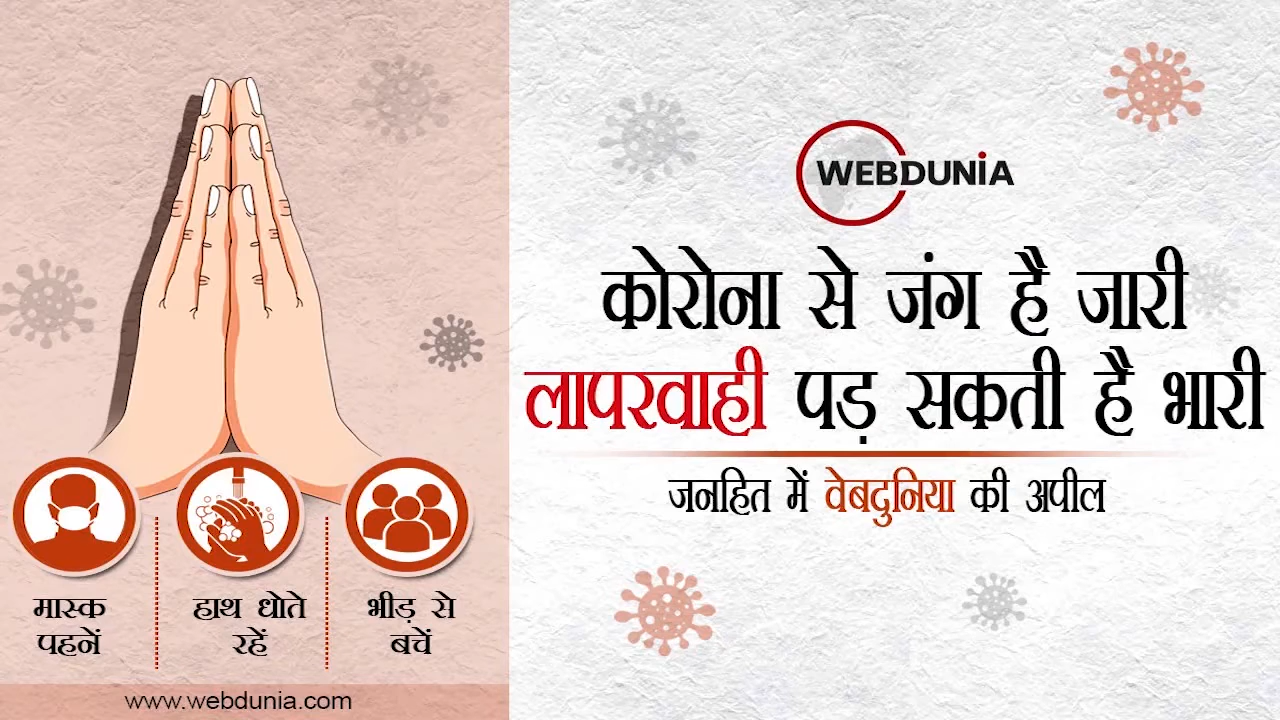 WEBDUNIA
कोरोना से जंग है जारी
लापरवाही पड़ सकती है भारी
जनहित में वेबदुनिया की अपील
मास्क
पहनें
हाथ धोते
रहें
भीड़ से
बचें
www.webdunia.com